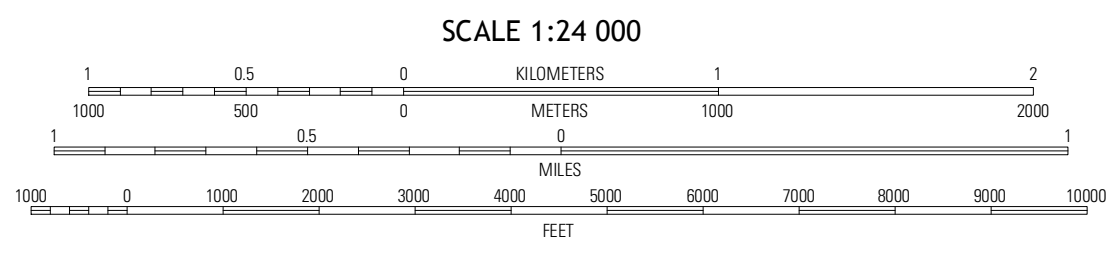 SCALE 1:24 000
1 0.5 0 KILOMETERS 1 2
1000 500 0 METERS 1000 2000
1 0.5 0 1
MILES
1000 0 1000 2000 3000 4000 5000 6000 7000 8000 9000 10000
FEET